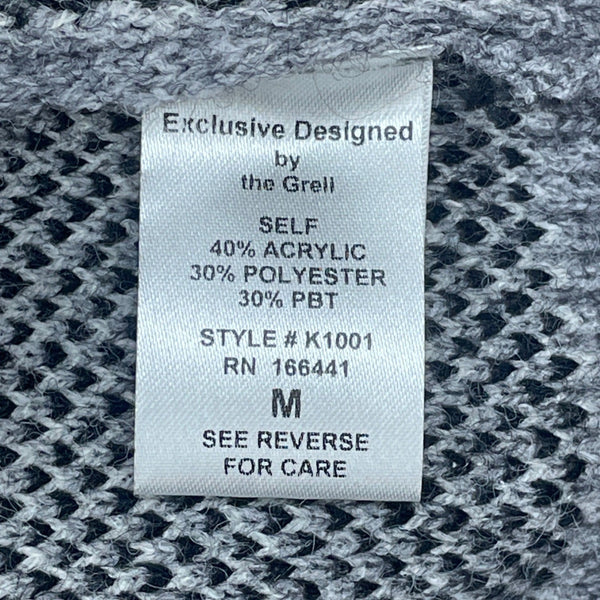 Exclusive Designed
by
the Grell
SELF
40% ACRYLIC
30% POLYESTER
30% PBT
STYLE # K1001
RN 166441
M
SEE REVERSE
FOR CARE